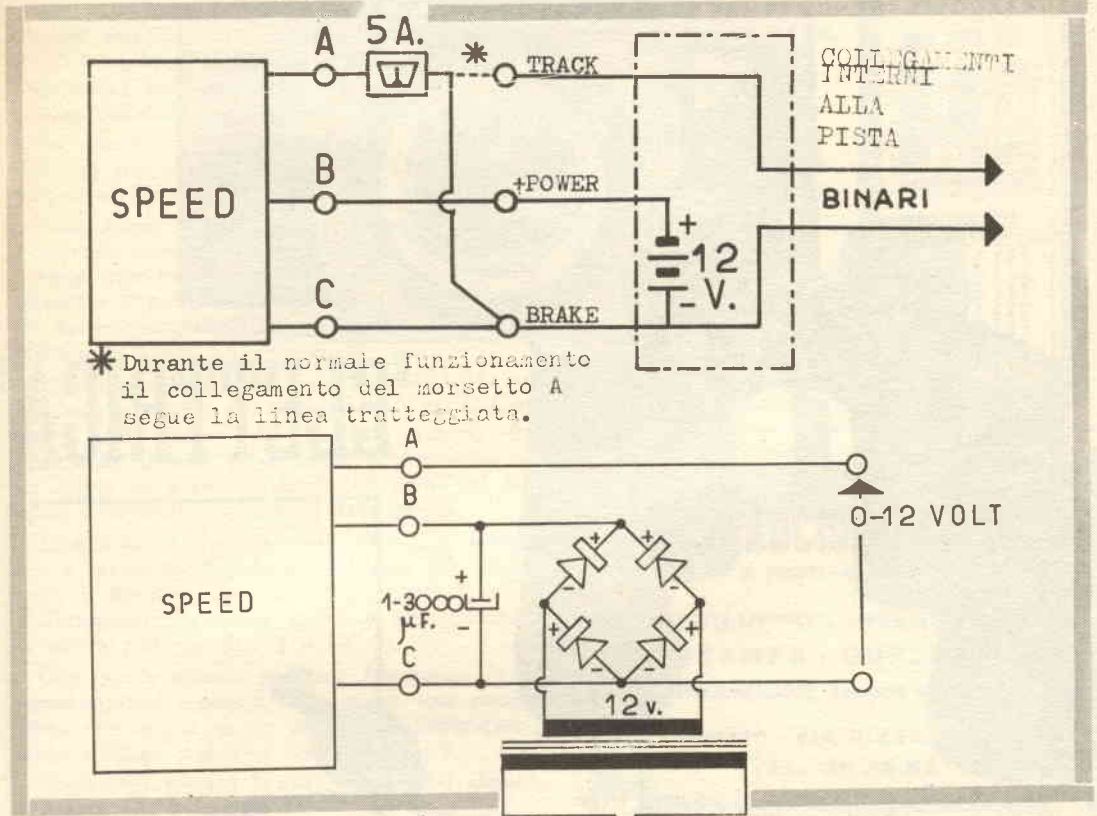 A
5 A.
*
TRACK
COLLEGAMENTI
INTERNI
ALLA
PISTA
SPEED
B
+POWER
BINARI
+
12
- V.
C
BRAKE
* Durante il normale funzionamento
il collegamento del morsetto A
segue la linea tratteggiata.
A
B
0-12 VOLT
SPEED
+
1-3000
µF.
-
+
+
-
-
+
+
-
-
C
12 v.